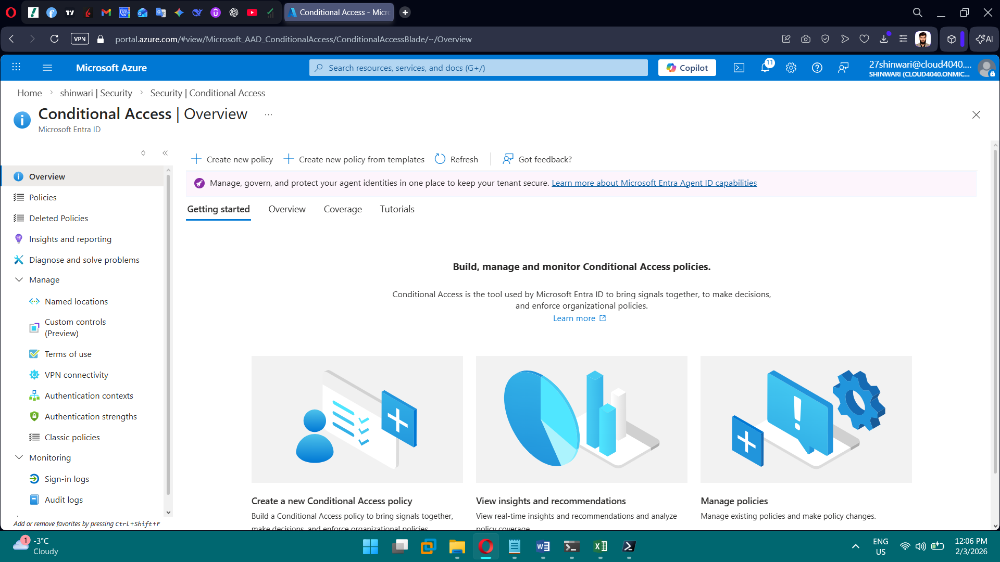 Conditional Access - Micro
VPN
portal.azure.com/#view/Microsoft_AAD_ConditionalAccess/ConditionalAccessBlade/~/Overview
AI
Microsoft Azure
Search resources, services, and docs (G+/)
Copilot
11
27shinwari@cloud4040....
SHINWARI (CLOUD4040.ONMIC...
Home > shinwari | Security > Security | Conditional Access
Conditional Access | Overview ...
Microsoft Entra ID
Create new policy
Create new policy from templates
Refresh
Got feedback?
Manage, govern, and protect your agent identities in one place to keep your tenant secure. Learn more about Microsoft Entra Agent ID capabilities
Overview
Policies
Deleted Policies
Insights and reporting
Diagnose and solve problems
Manage
Named locations
Custom controls
(Preview)
Terms of use
VPN connectivity
Authentication contexts
Authentication strengths
Classic policies
Monitoring
Sign-in logs
Audit logs
Add or remove favorites by pressing Ctrl+Shift+F
Getting started
Overview
Coverage
Tutorials
Build, manage and monitor Conditional Access policies.
Conditional Access is the tool used by Microsoft Entra ID to bring signals together, to make decisions,
and enforce organizational policies.
Learn more
Create a new Conditional Access policy
Build a Conditional Access policy to bring signals together,
make decisions, and enforce organizational policies
View insights and recommendations
View real-time insights and recommendations and analyze
policy coverage
Manage policies
Manage existing policies and make policy changes.
1
-3°C
Cloudy
ENG
US
12:06 PM
2/3/2026